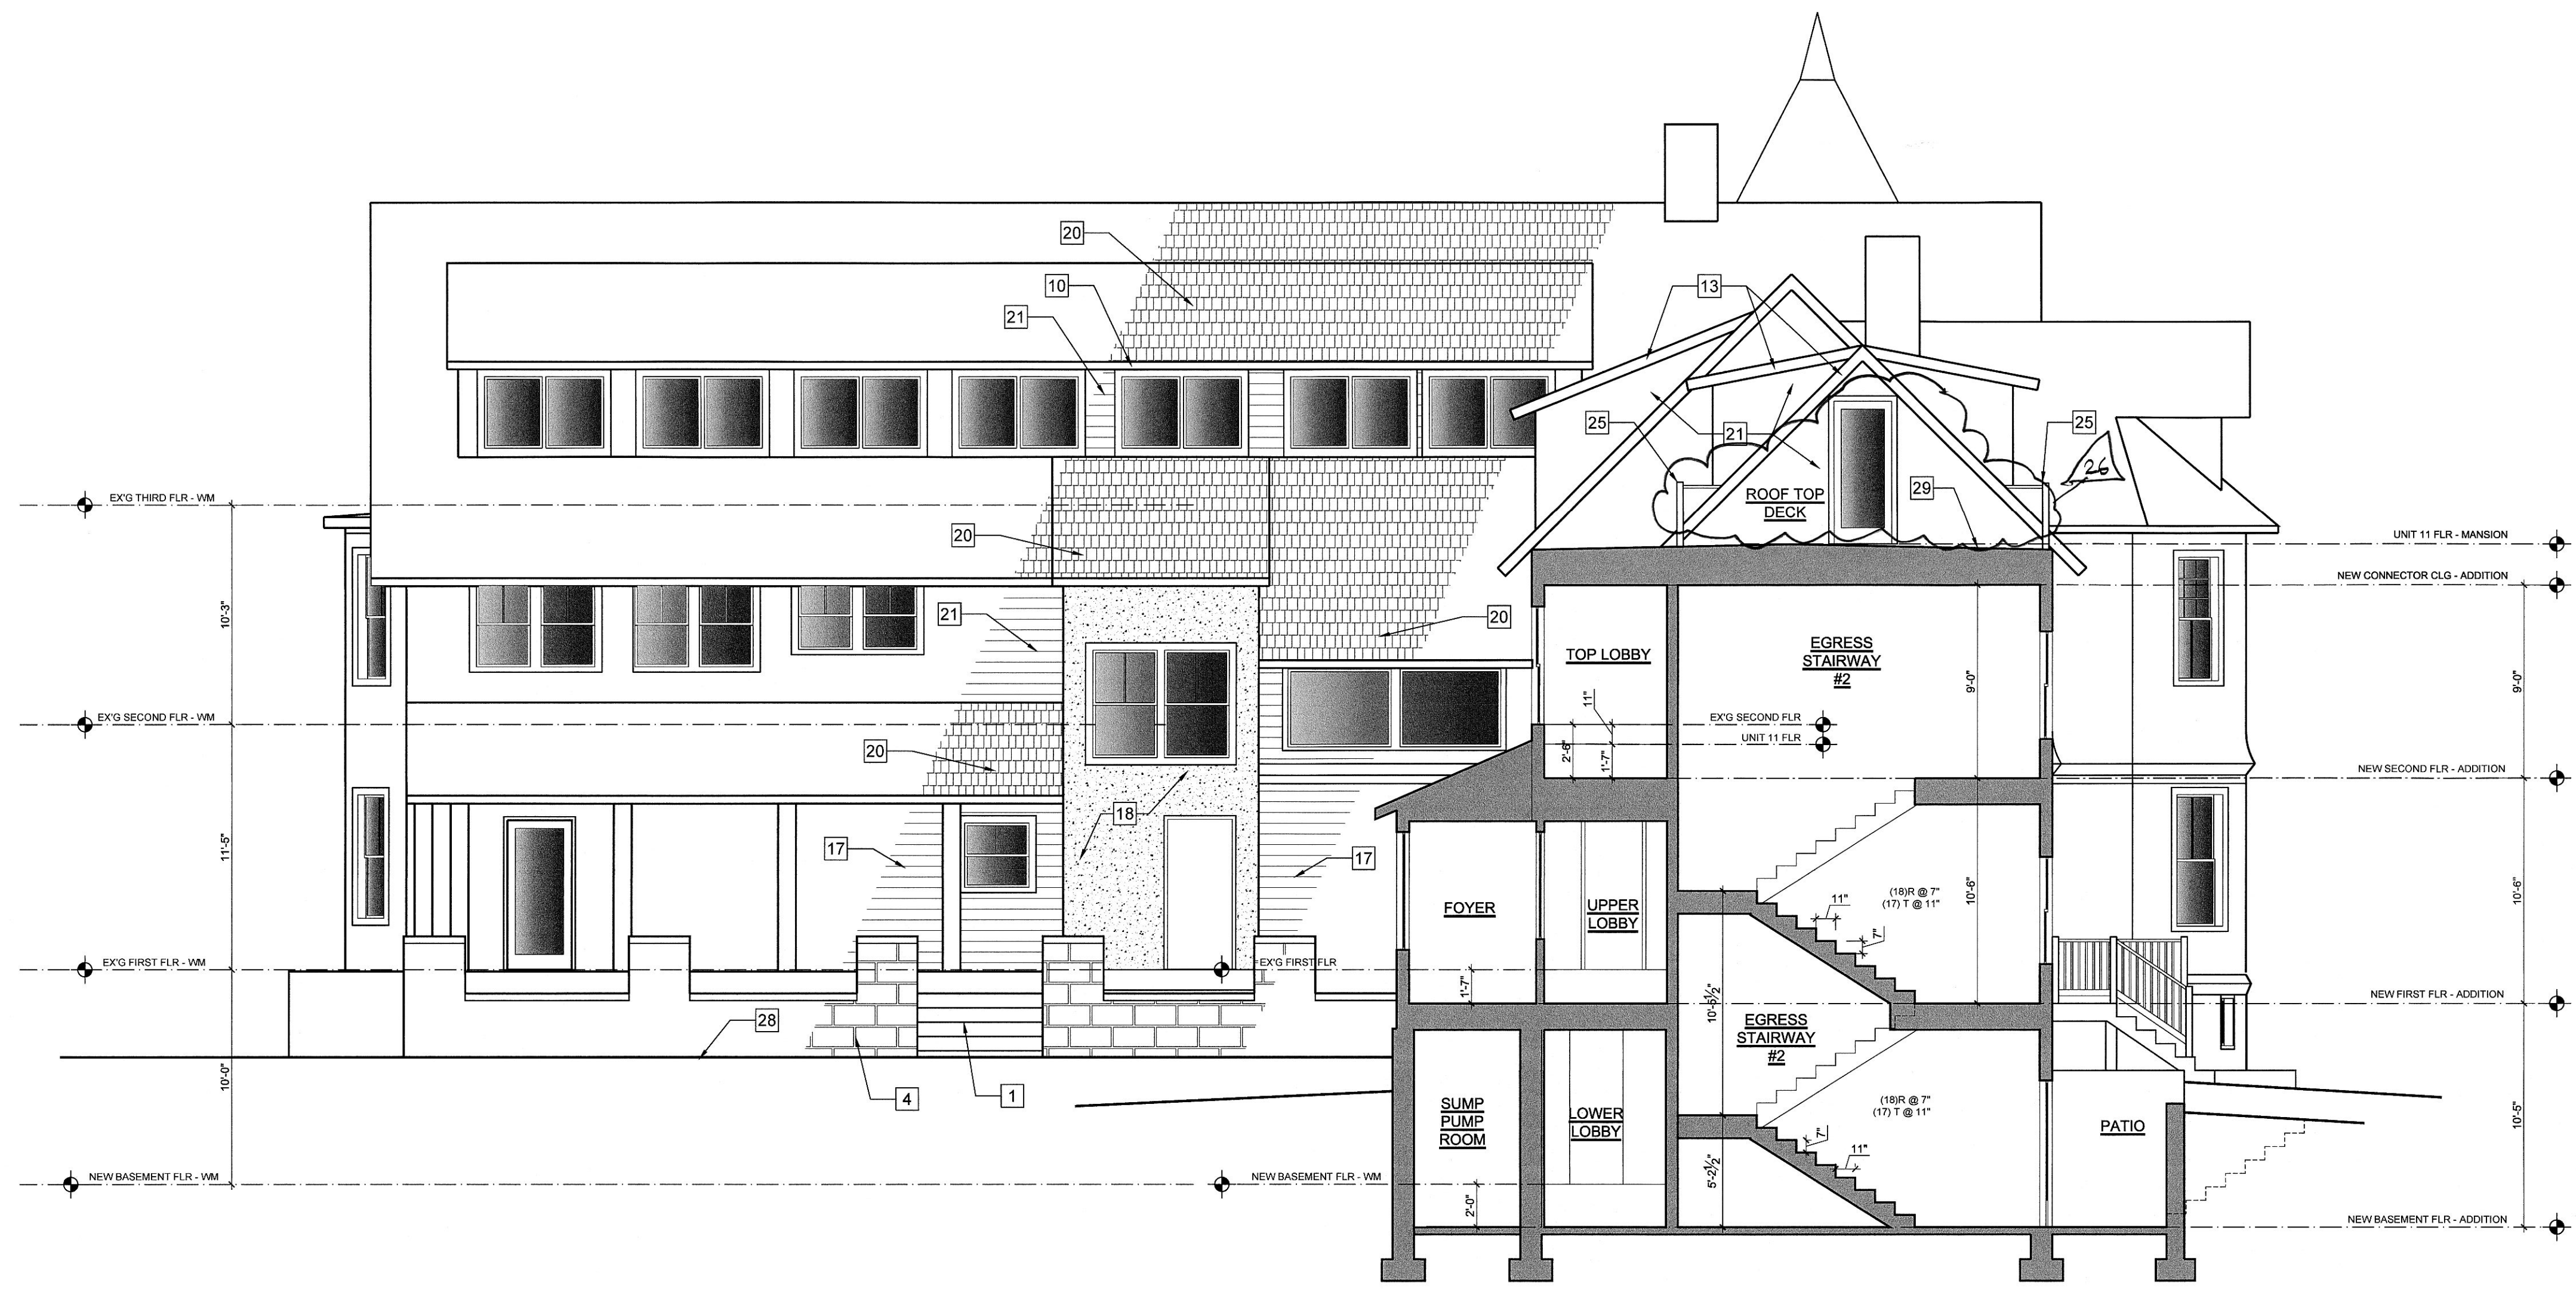 20
10
21
13
25
21
25
26
ROOF TOP
DECK
29
EX'G THIRD FLR - WM
20
UNIT 11 FLR - MANSION
NEW CONNECTOR CLG - ADDITION
10'-3"
21
20
TOP LOBBY
EGRESS
STAIRWAY
#2
9'-0"
9'-0"
11"
EX'G SECOND FLR - WM
EX'G SECOND FLR
UNIT 11 FLR
2'-6"
1'-7"
20
NEW SECOND FLR - ADDITION
18
11'-5"
17
17
FOYER
UPPER
LOBBY
11"
(18)R @ 7"
(17) T @ 11"
7"
10'-6"
10'-6"
EX'G FIRST FLR - WM
EX'G FIRST FLR
1'-7"
NEW FIRST FLR - ADDITION
10'-5½"
28
EGRESS
STAIRWAY
#2
10'-0"
4
1
SUMP
PUMP
ROOM
LOWER
LOBBY
(18)R @ 7"
(17) T @ 11"
7"
11"
PATIO
10'-5"
NEW BASEMENT FLR - WM
NEW BASEMENT FLR - WM
5'-2½"
2'-0"
NEW BASEMENT FLR - ADDITION